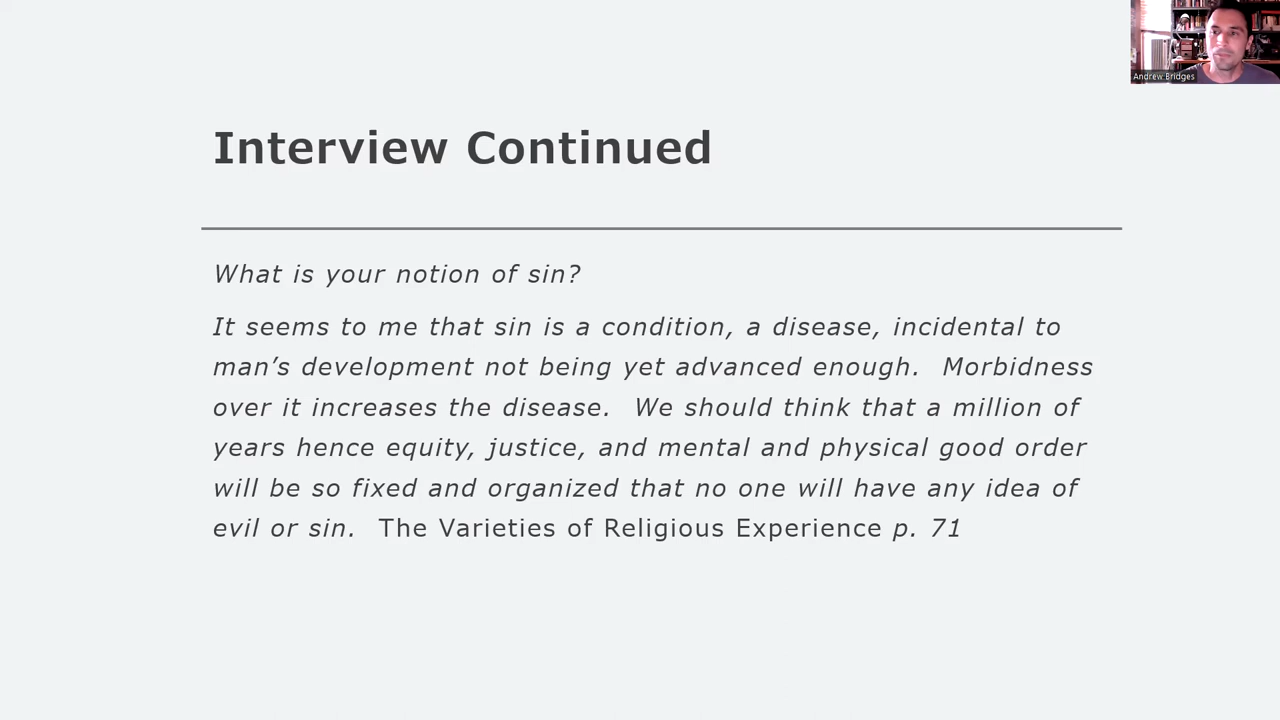 Andrew Bridges
Interview Continued
What is your notion of sin?
It seems to me that sin is a condition, a disease, incidental to
man’s development not being yet advanced enough.  Morbidness
over it increases the disease.  We should think that a million of
years hence equity, justice, and mental and physical good order
will be so fixed and organized that no one will have any idea of
evil or sin.  The Varieties of Religious Experience p. 71